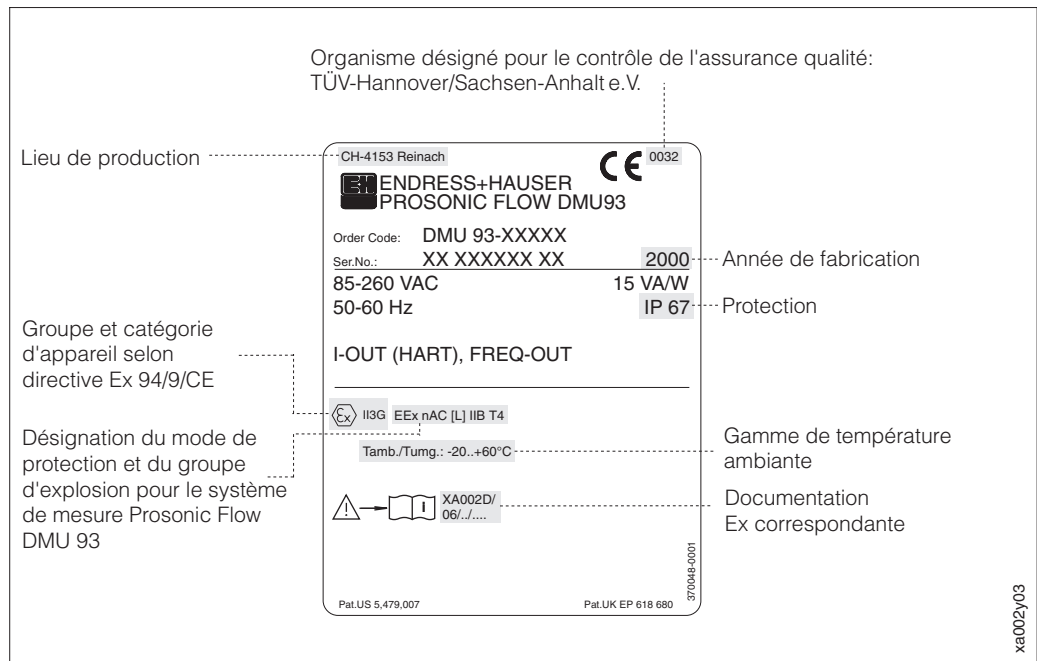 Organisme désigné pour le contrôle de l'assurance qualité:
TÜV-Hannover/Sachsen-Anhalt e.V.
Lieu de production
CH-4153 Reinach
CE 0032
EH ENDRESS+HAUSER
PROSONIC FLOW DMU93
Order Code: DMU 93-XXXXX
Ser.No.: XX XXXXXX XX 2000
Année de fabrication
85-260 VAC 15 VA/W
50-60 Hz IP 67
Protection
Groupe et catégorie
d'appareil selon
directive Ex 94/9/CE
I-OUT (HART), FREQ-OUT
Ex II3G EEx nAC [L] IIB T4
Désignation du mode de
protection et du groupe
d'explosion pour le système
de mesure Prosonic Flow
DMU 93
Tamb./Tumg.: -20..+60°C
Gamme de température
ambiante
XA002D/
06/../....
Documentation
Ex correspondante
370048-0001
Pat.US 5,479,007 Pat.UK EP 618 680
xa002y03